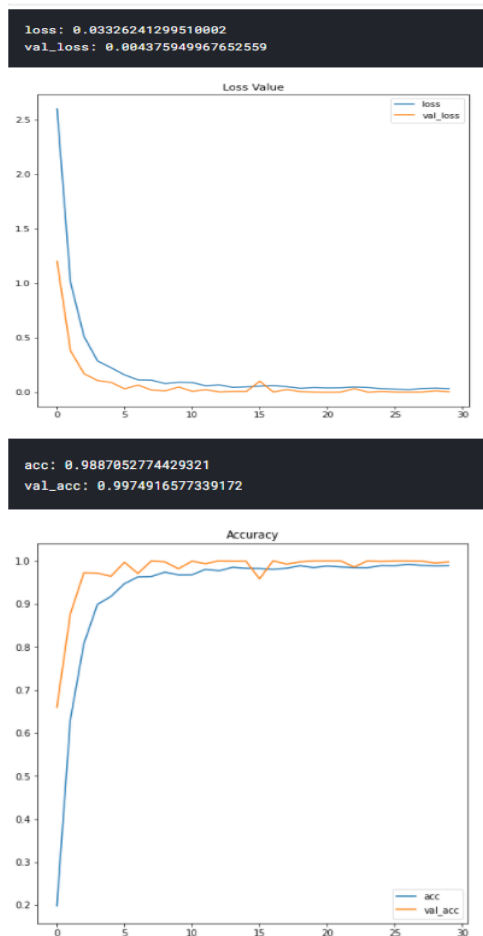 loss: 0.03326241299510002
val_loss: 0.004375949967652559
Loss Value
loss
val_loss
2.5
2.0
1.5
1.0
0.5
0.0
0 5 10 15 20 25 30
acc: 0.9887052774429321
val_acc: 0.9974916577339172
Accuracy
1.0
0.9
0.8
0.7
0.6
0.5
0.4
0.3
0.2
acc
val_acc
0 5 10 15 20 25 30